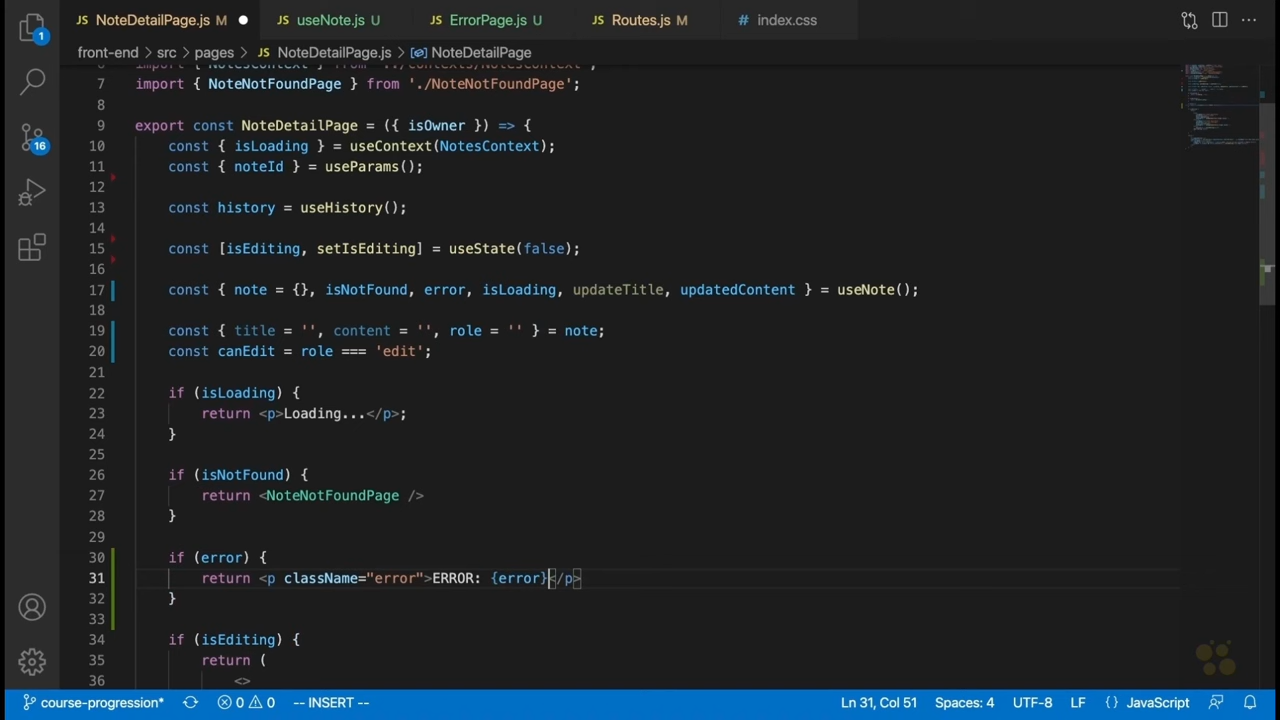 NoteDetailPage.js M
useNote.js U
ErrorPage.js U
Routes.js M
index.css
front-end > src > pages > JS NoteDetailPage.js > NoteDetailPage
7 import { NoteNotFoundPage } from './NoteNotFoundPage';
8
9 export const NoteDetailPage = ({ isOwner }) => {
10 const { isLoading } = useContext(NotesContext);
11 const { noteId } = useParams();
12
13 const history = useHistory();
14
15 const [isEditing, setIsEditing] = useState(false);
16
17 const { note = {}, isNotFound, error, isLoading, updateTitle, updatedContent } = useNote();
18
19 const { title = '', content = '', role = '' } = note;
20 const canEdit = role === 'edit';
21
22 if (isLoading) {
23 return <p>Loading...</p>;
24 }
25
26 if (isNotFound) {
27 return <NoteNotFoundPage />
28 }
29
30 if (error) {
31 return <p className="error">ERROR: {error}</p>
32 }
33
34 if (isEditing) {
35 return (
36 <>
1
16
course-progression* 0 0 -- INSERT -- Ln 31, Col 51 Spaces: 4 UTF-8 LF {} JavaScript